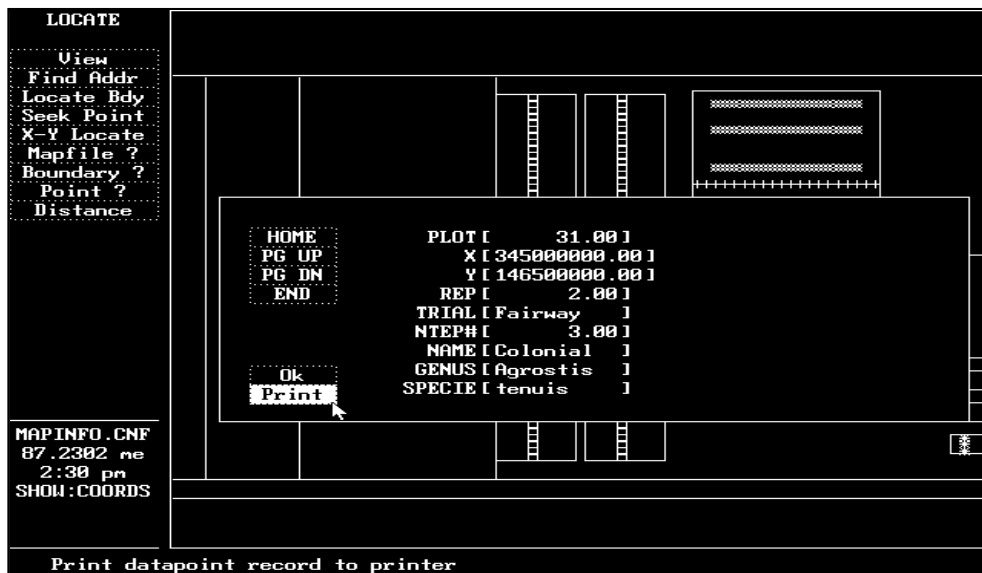 LOCATE
View
Find Addr
Locate Bdy
Seek Point
X-Y Locate
Mapfile ?
Boundary ?
Point ?
Distance
HOME
PG UP
PG DN
END
Ok
Print
PLOT[ 31.00]
X[345000000.00]
Y[146500000.00]
REP[ 2.00]
TRIAL[Fairway ]
NTEP#[ 3.00]
NAME[Colonial ]
GENUS[Agrostis ]
SPECIE[tenuis ]
MAPINFO.CNF
87.2302 me
2:30 pm
SHOW:COORDS
Print datapoint record to printer